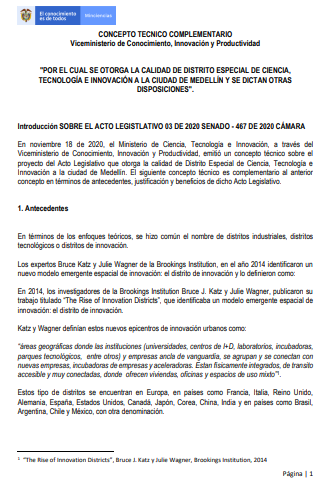 El conocimiento
es de todos
Minciencias
CONCEPTO TECNICO COMPLEMENTARIO
Viceministerio de Conocimiento, Innovación y Productividad
"POR EL CUAL SE OTORGA LA CALIDAD DE DISTRITO ESPECIAL DE CIENCIA,
TECNOLOGÍA E INNOVACIÓN A LA CIUDAD DE MEDELLÍN Y SE DICTAN OTRAS
DISPOSICIONES".
Introducción SOBRE EL ACTO LEGISTLATIVO 03 DE 2020 SENADO - 467 DE 2020 CÁMARA
En noviembre 18 de 2020, el Ministerio de Ciencia, Tecnología e Innovación, a través del
Viceministerio de Conocimiento, Innovación y Productividad, emitió un concepto técnico sobre el
proyecto del Acto Legislativo que otorga la calidad de Distrito Especial de Ciencia, Tecnología e
Innovación a la ciudad de Medellín. El siguiente concepto técnico es complementario al anterior
concepto en términos de antecedentes, justificación y beneficios de dicho Acto Legislativo.
1. Antecedentes
En términos de los enfoques teóricos, se hizo común el nombre de distritos industriales, distritos
tecnológicos o distritos de innovación.
Los expertos Bruce Katz y Julie Wagner de la Brookings Institution, en el año 2014 identificaron un
nuevo modelo emergente espacial de innovación: el distrito de innovación y lo definieron como:
En 2014, los investigadores de la Brookings Institution Bruce J. Katz y Julie Wagner, publicaron su
trabajo titulado "The Rise of Innovation Districts", que identificaba un modelo emergente espacial de
innovación: el distrito de innovación.
Katz y Wagner definían estos nuevos epicentros de innovación urbanos como:
"áreas geográficas donde las instituciones (universidades, centros de I+D, laboratorios, incubadoras,
parques tecnológicos, entre otros) y empresas ancla de vanguardia, se agrupan y se conectan con
nuevas empresas, incubadoras de empresas y aceleradoras. Están fisicamente integrados, de transito
accesible y muy conectadas, donde ofrecen viviendas, oficinas y espacios de uso mixto"¹.
Estos tipo de distritos se encuentran en Europa, en países como Francia, Italia, Reino Unido,
Alemania, España, Estados Unidos, Canadá, Japón, Corea, China, India y en países como Brasil,
Argentina, Chile y México, con otra denominación.
¹ "The Rise of Innovation Districts", Bruce J. Katz y Julie Wagner, Brookings Institution, 2014
Página | 1